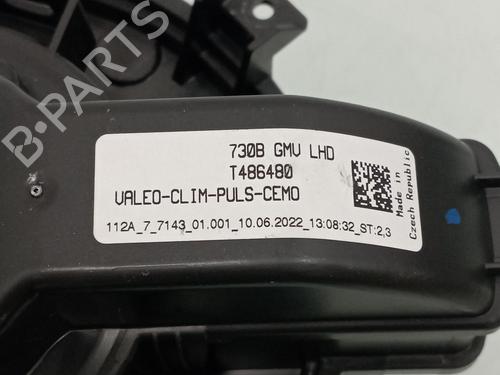 730B GMV LHD
T486480
VALEO-CLIM-PULS-CEMO
112A_7_7143_01.001_10.06.2022_13:08:32_ST:2,3
Made in
Czech Republic
B-PARTS